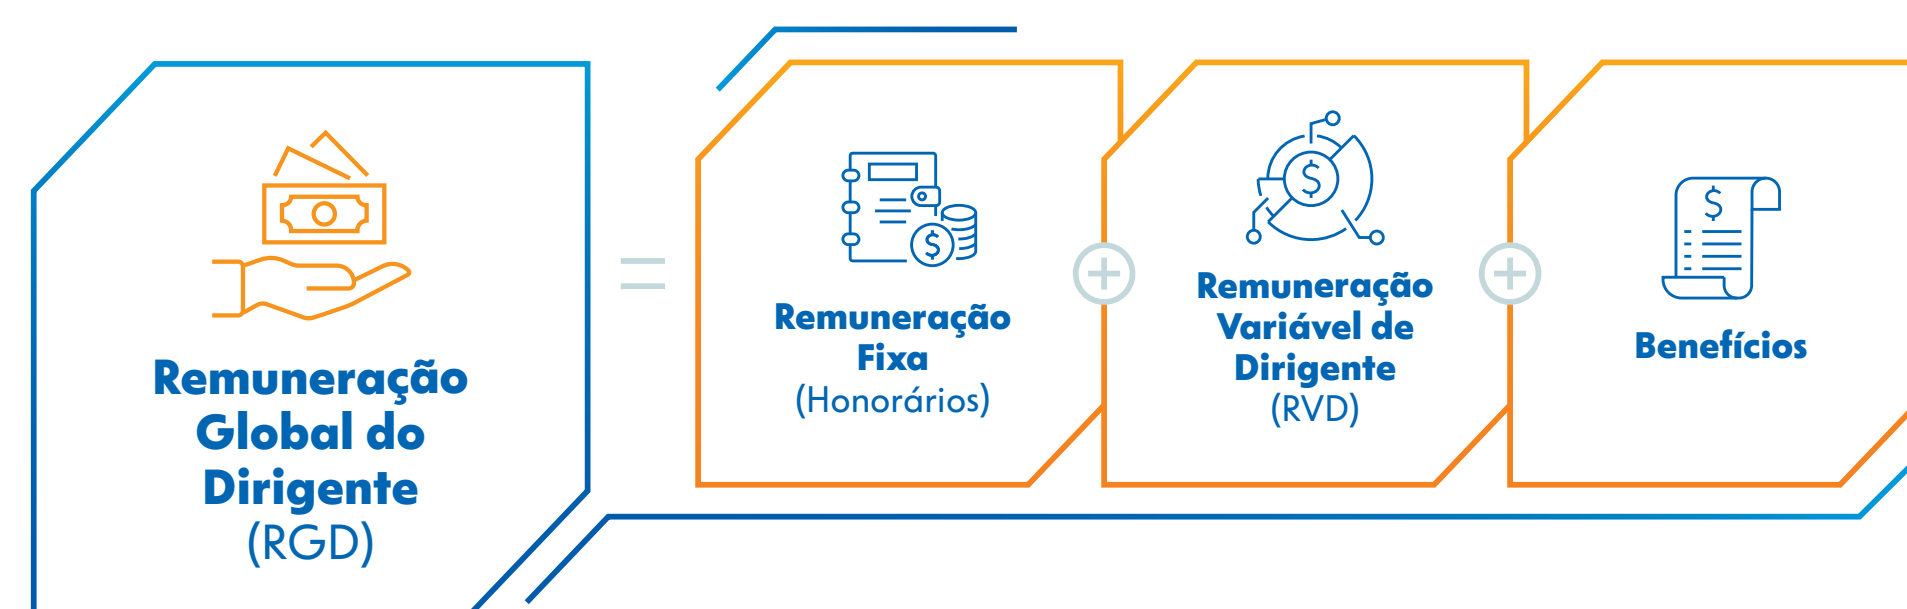 Remuneração
Global do
Dirigente
(RGD)
=
Remuneração
Fixa
(Honorários)
+
Remuneração
Variável de
Dirigente
(RVD)
+
Benefícios